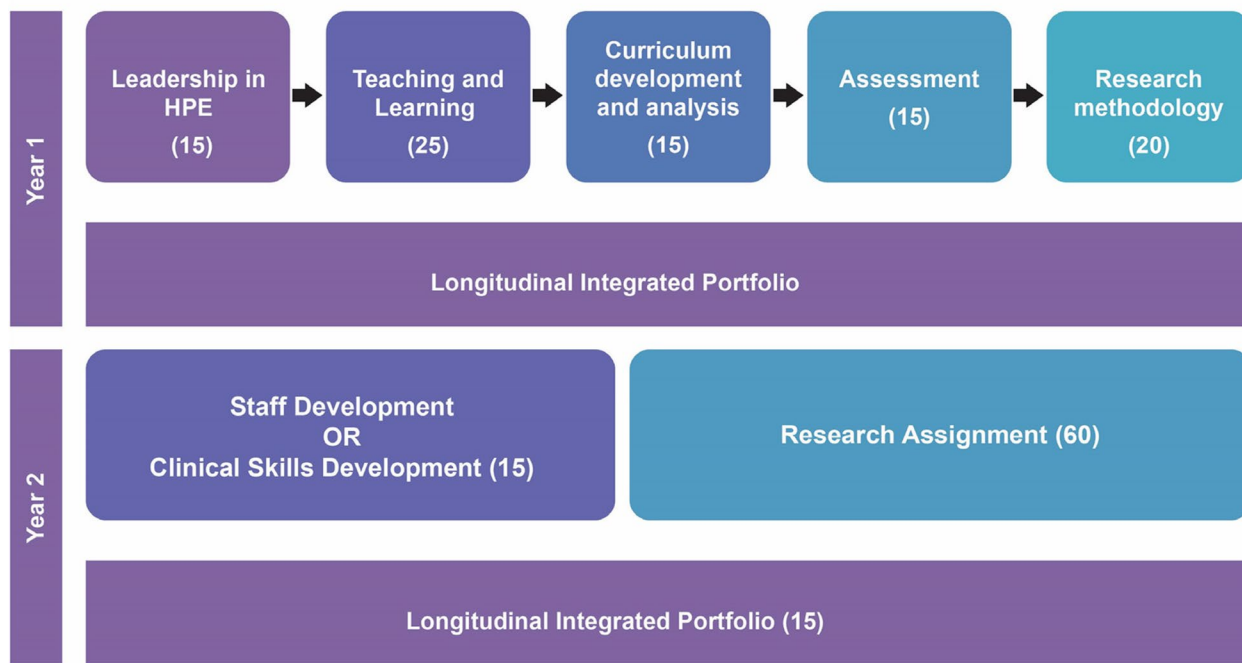 Year 1
Leadership in
HPE
(15)
Teaching and
Learning
(25)
Curriculum
development
and analysis
(15)
Assessment
(15)
Research
methodology
(20)
Longitudinal Integrated Portfolio
Year 2
Staff Development
OR
Clinical Skills Development (15)
Research Assignment (60)
Longitudinal Integrated Portfolio (15)